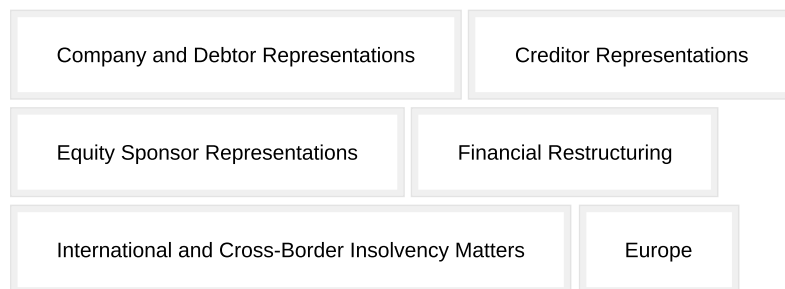 Company and Debtor Representations
Creditor Representations
Equity Sponsor Representations
Financial Restructuring
International and Cross-Border Insolvency Matters
Europe